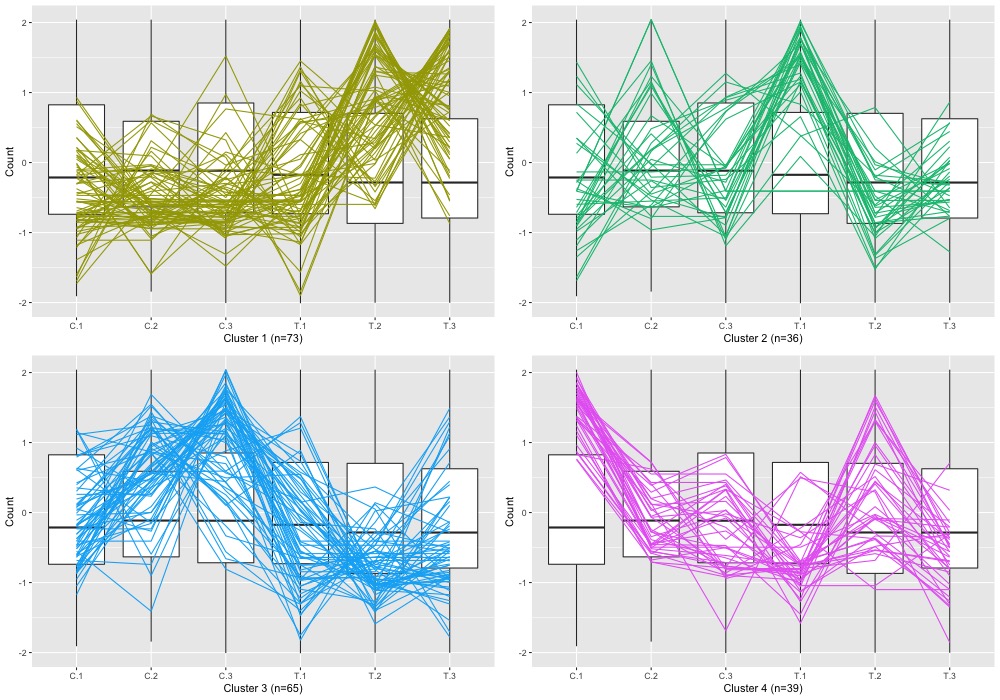 2
1
0
-1
-2
Count
C.1 C.2 C.3 T.1 T.2 T.3
Cluster 1 (n=73)
2
1
0
-1
-2
Count
C.1 C.2 C.3 T.1 T.2 T.3
Cluster 2 (n=36)
2
1
0
-1
-2
Count
C.1 C.2 C.3 T.1 T.2 T.3
Cluster 3 (n=65)
2
1
0
-1
-2
Count
C.1 C.2 C.3 T.1 T.2 T.3
Cluster 4 (n=39)